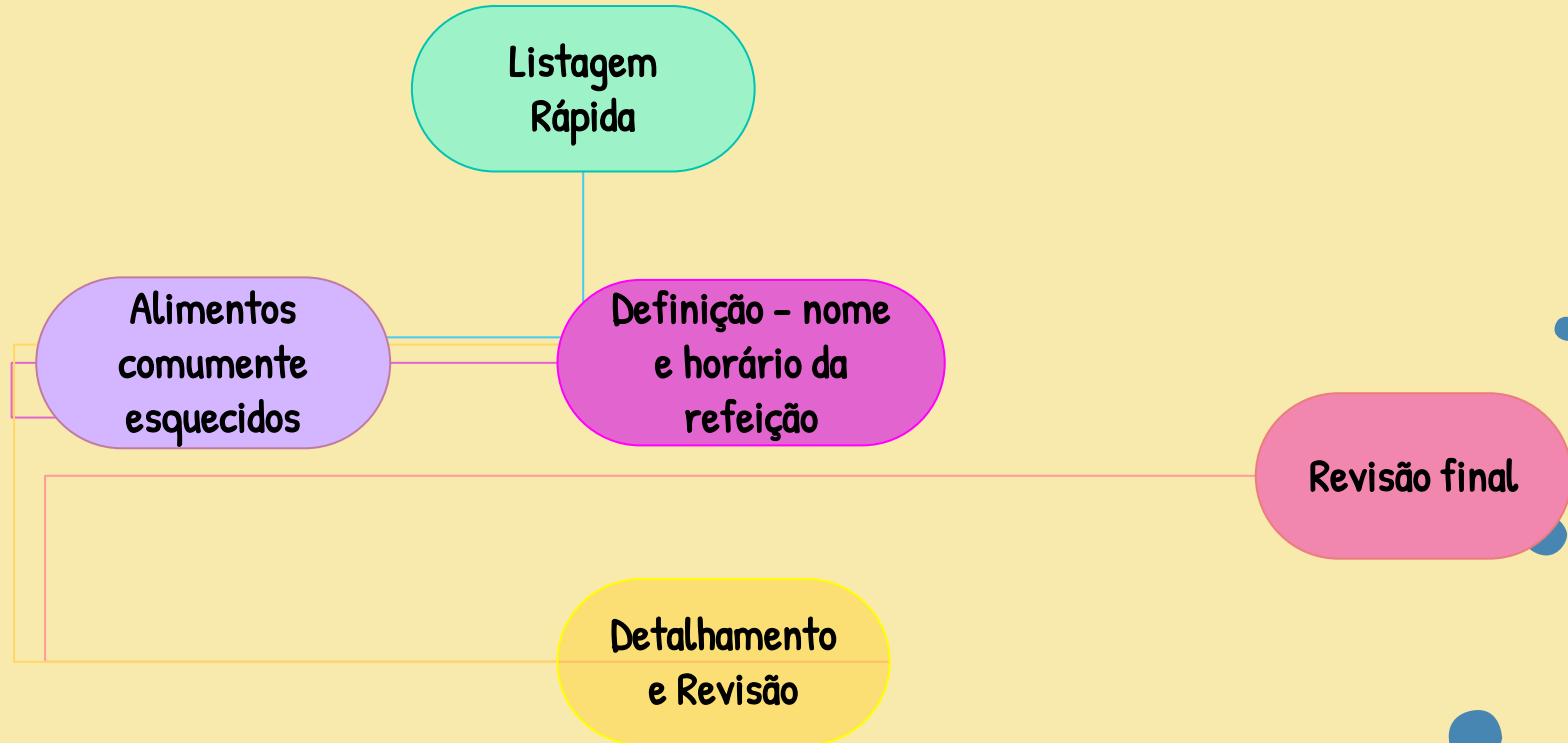 Listagem
Rápida
Alimentos
comumente
esquecidos
Definição - nome
e horário da
refeição
Revisão final
Detalhamento
e Revisão